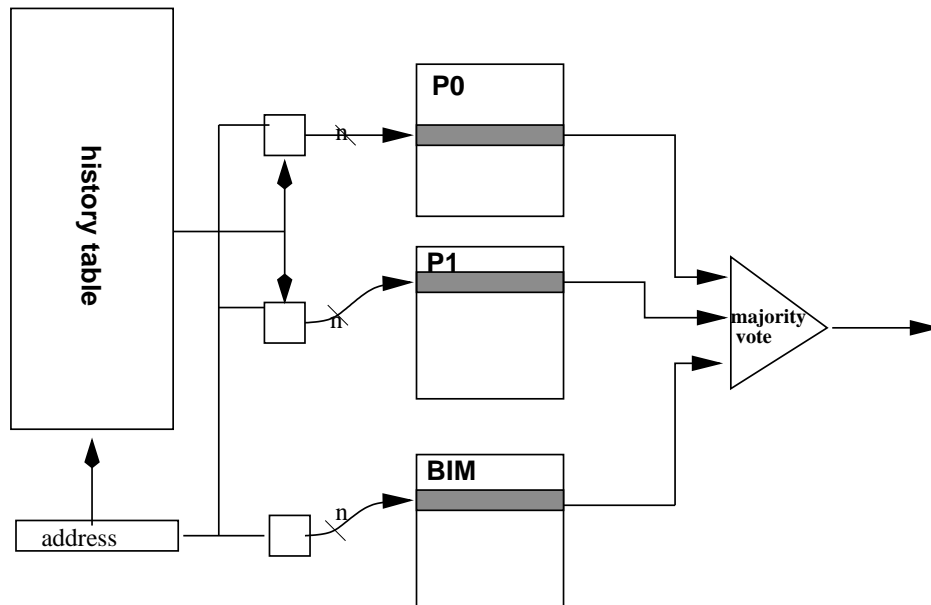 P0
n
history table
P1
n
majority
vote
BIM
n
address